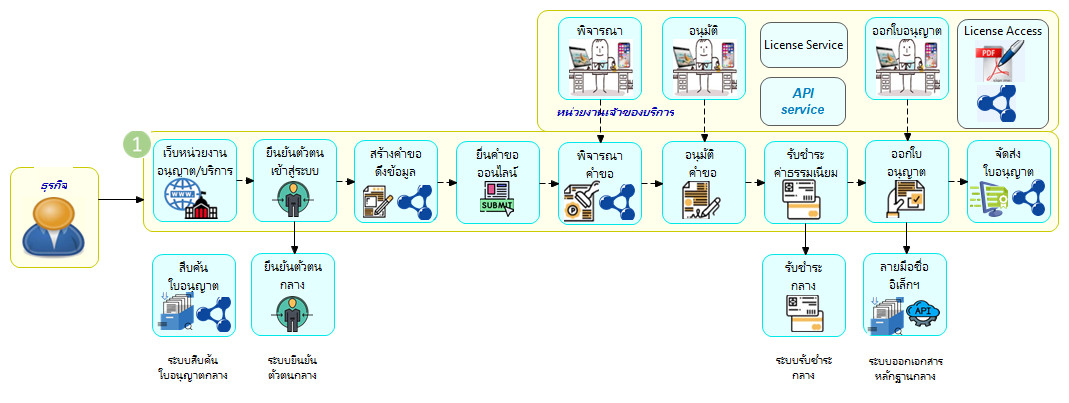 พิจารณา
อนุมัติ
License Service
API
service
ออกใบอนุญาต
License Access
PDF
หน่วยงานเจ้าของบริการ
1
ธุรกิจ
เว็บหน่วยงาน
อนุญาต/บริการ
WWW
ยืนยันตัวตน
เข้าสู่ระบบ
สร้างคำขอ
ดึงข้อมูล
ยื่นคำขอ
ออนไลน์
SUBMIT
พิจารณา
คำขอ
อนุมัติ
คำขอ
รับชำระ
ค่าธรรมเนียม
ออกใบ
อนุญาต
จัดส่ง
ใบอนุญาต
สืบค้น
ใบอนุญาต
ยืนยันตัวตน
กลาง
รับชำระ
กลาง
ลายมือชื่อ
อิเล็กฯ
API
ระบบสืบค้น
ใบอนุญาตกลาง
ระบบยืนยัน
ตัวตนกลาง
ระบบรับชำระ
กลาง
ระบบออกเอกสาร
หลักฐานกลาง